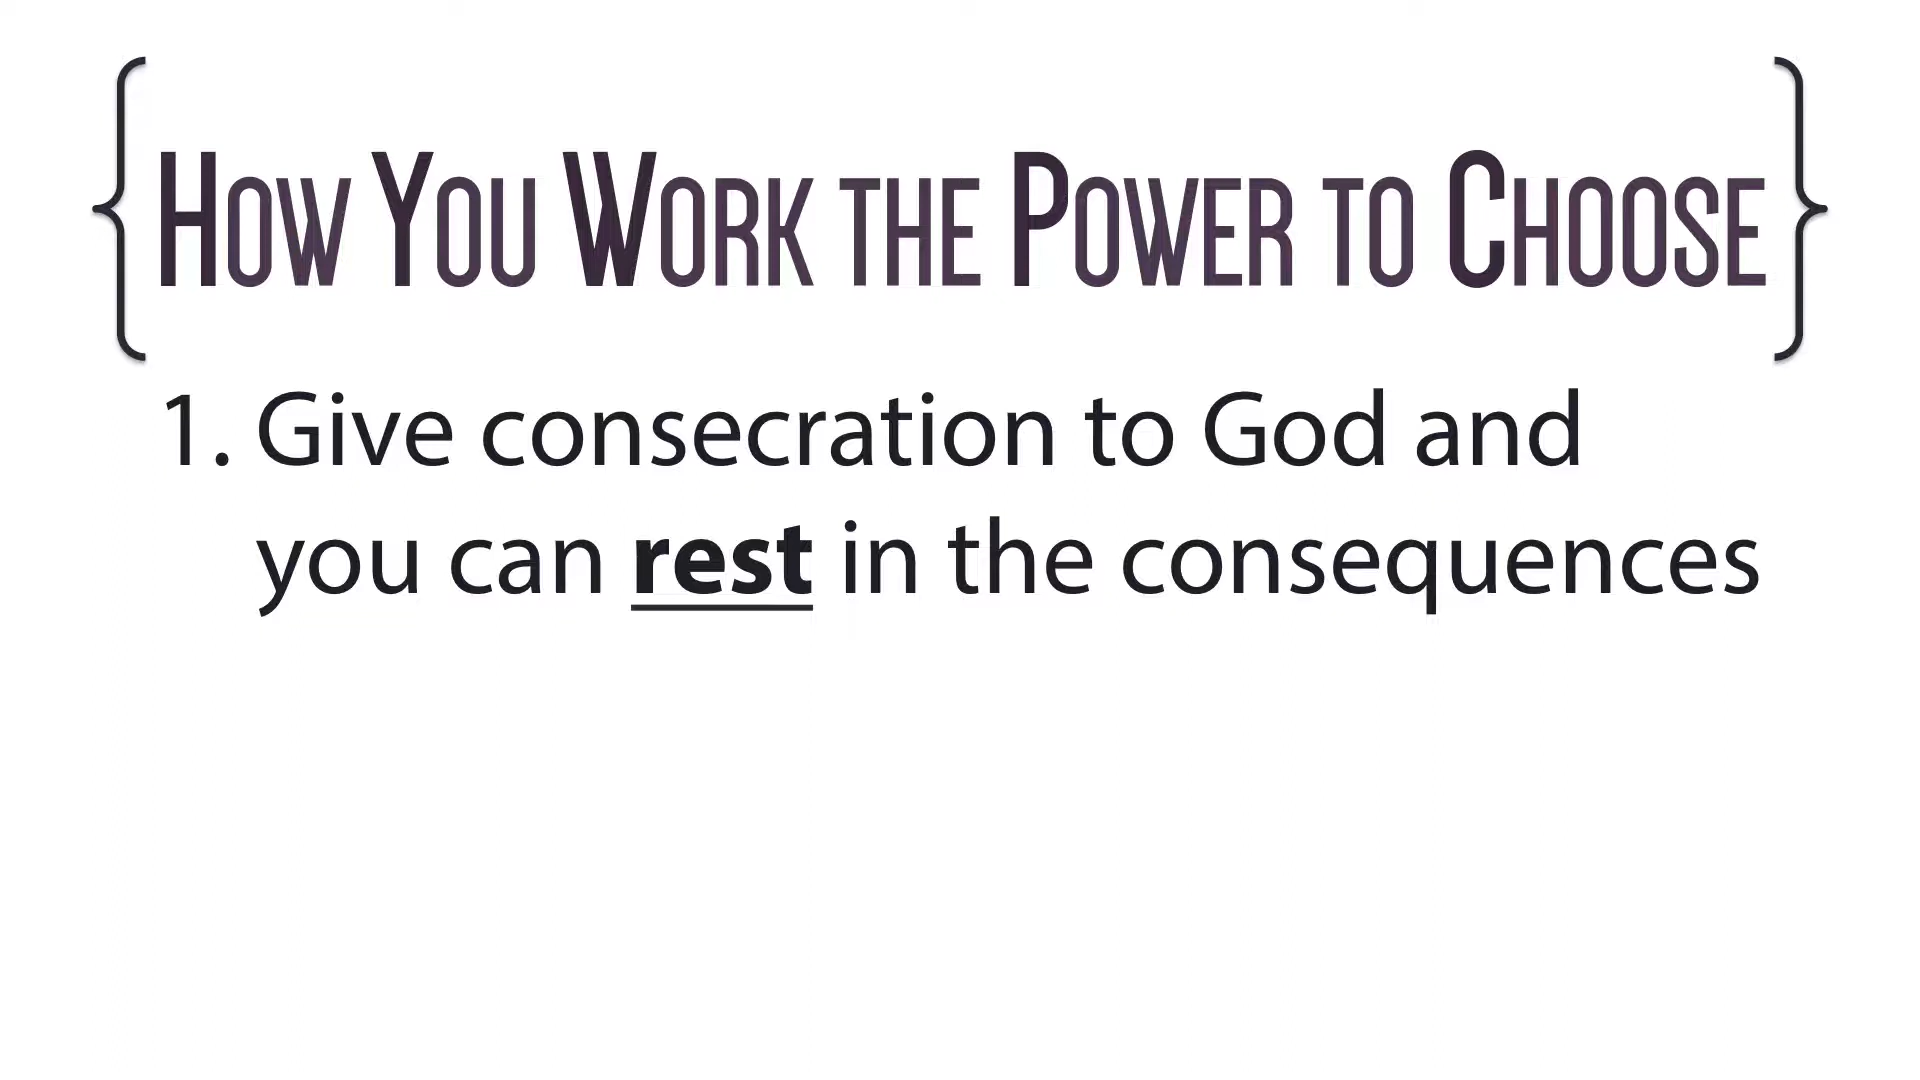 How You Work the Power to Choose
1. Give consecration to God and
you can rest in the consequences